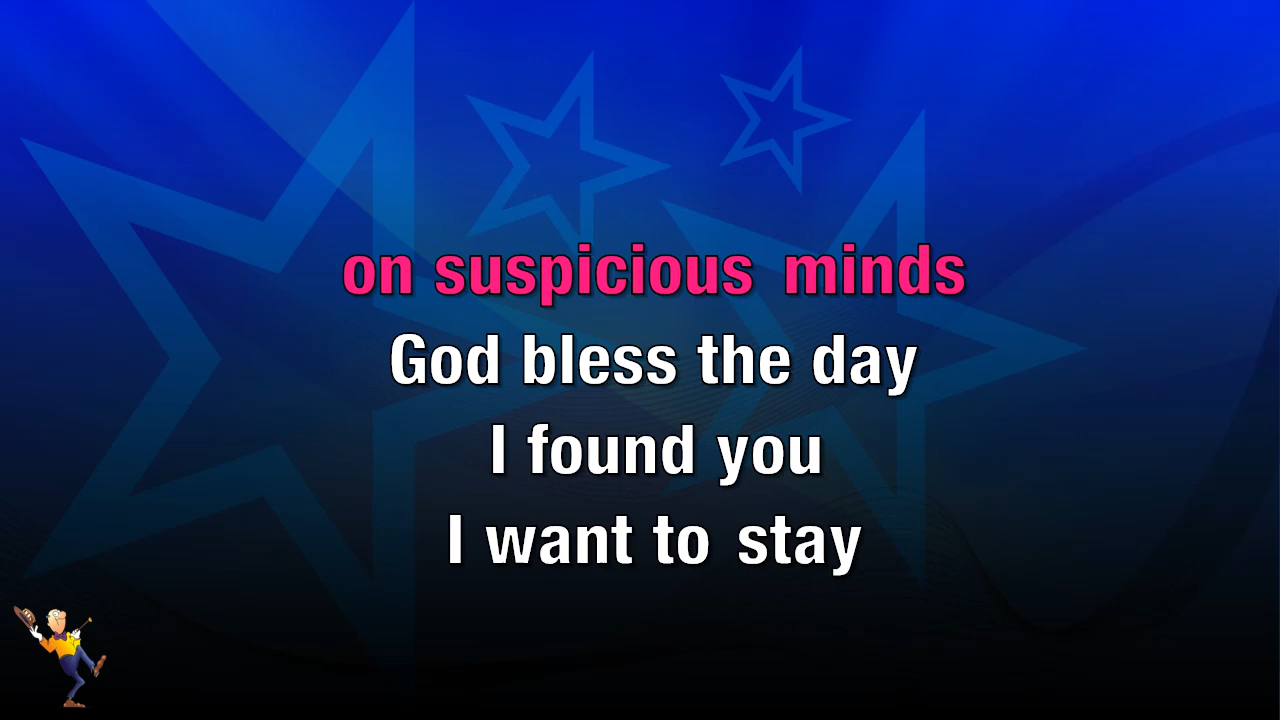 on suspicious minds
God bless the day
I found you
I want to stay